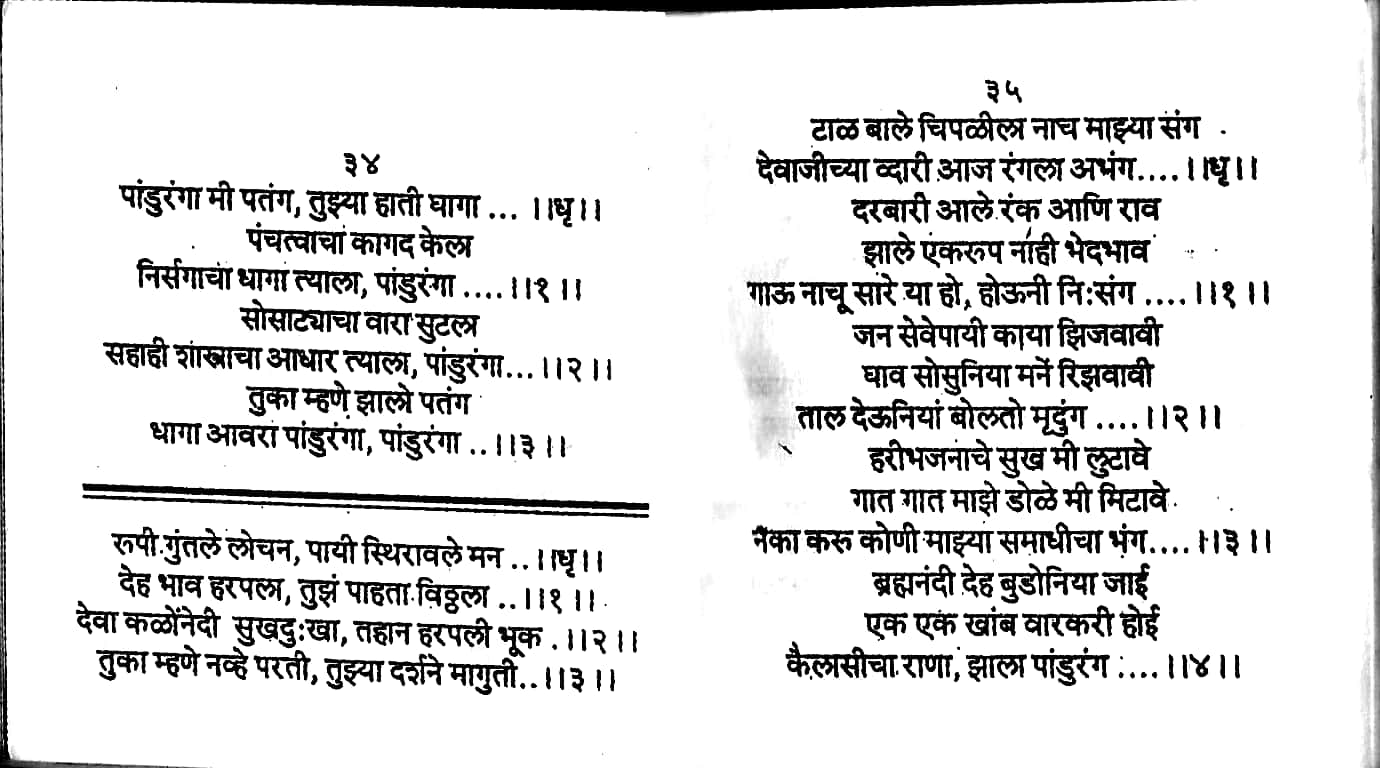 ३४
पांडुरंगा मी पतंग, तुझ्या हाती घागा ... ।।धृ।।
पंचत्वाचा कागद केला
निर्सगाचा धागा त्याला, पांडुरंगा ....।।१।।
सोसाट्याचा वारा सुटला
सहाही शास्त्राचा आधार त्याला, पांडुरंगा...।।२।।
तुका म्हणे झालो पतंग
धागा आवरा पांडुरंगा, पांडुरंगा ..।।३।।
रूपी गुंतले लोचन, पायी स्थिरावले मन ..।।धृ।।
देह भाव हरपला, तुझं पाहता विठ्ठला ..।।१।।
देवा कळोंनेदी सुखदुःखा, तहान हरपली भूक .।।२।।
तुका म्हणे नव्हे परती, तुझ्या दर्शने मागुती..।।३।।
३५
टाळ बाले चिपळीला नाच माझ्या संग
देवाजीच्या व्दारी आज रंगला अभंग....।।धृ।।
दरबारी आले रंक आणि राव
झाले एकरुप नाही भेदभाव
गाऊ नाचू सारे या हो, होऊनी निःसंग ....।।१।।
जन सेवेपायी काया झिजवावी
घाव सोसुनिया मनें रिझवावी
ताल देऊनियां बोलतो मृदुंग ....।।२।।
हरीभजनाचे सुख मी लुटावे
गात गात माझे डोळे मी मिटावे
नका करू कोणी माझ्या समाधीचा भंग....।।३।।
ब्रह्मनंदी देह बुडोनिया जाई
एक एक खांब वारकरी होई
कैलासीचा राणा, झाला पांडुरंग ....।।४।।